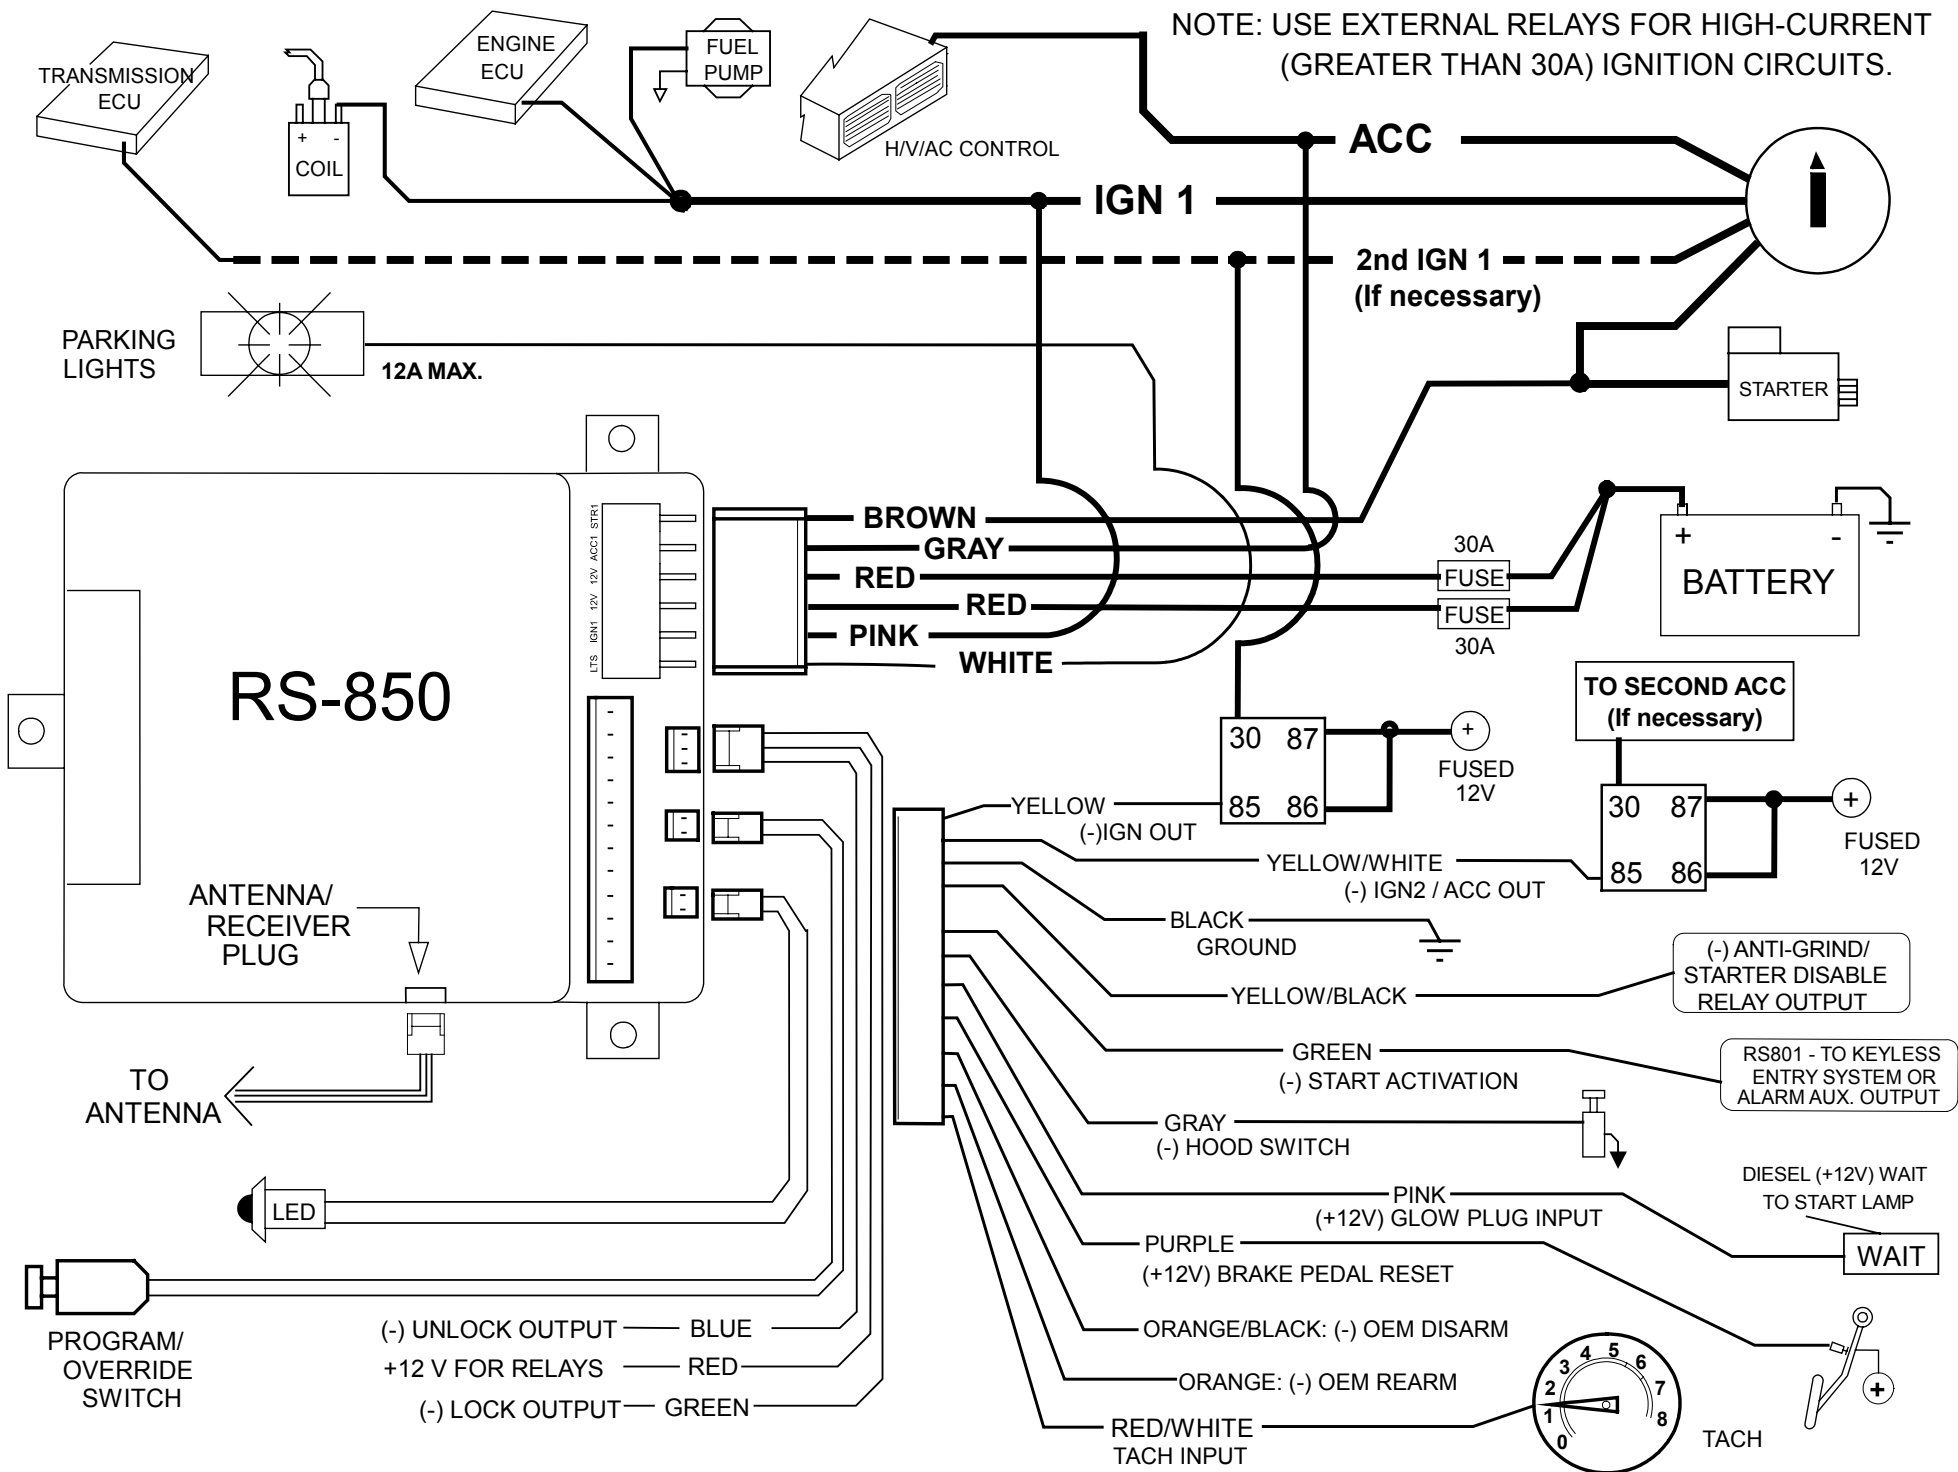 NOTE: USE EXTERNAL RELAYS FOR HIGH-CURRENT
(GREATER THAN 30A) IGNITION CIRCUITS.
TRANSMISSION
ECU
+ -
COIL
ENGINE
ECU
FUEL
PUMP
H/V/AC CONTROL
ACC
IGN 1
2nd IGN 1
(If necessary)
PARKING
LIGHTS
12A MAX.
STARTER
BROWN
GRAY
RED
RED
PINK
WHITE
STR1
ACC1
12V
12V
IGN1
LTS
30A
FUSE
FUSE
30A
+ -
BATTERY
RS-850
TO SECOND ACC
(If necessary)
30 87
85 86
+
FUSED
12V
30 87
85 86
+
FUSED
12V
YELLOW
(-)IGN OUT
YELLOW/WHITE
(-) IGN2 / ACC OUT
BLACK
GROUND
YELLOW/BLACK
(-) ANTI-GRIND/
STARTER DISABLE
RELAY OUTPUT
GREEN
(-) START ACTIVATION
RS801 - TO KEYLESS
ENTRY SYSTEM OR
ALARM AUX. OUTPUT
GRAY
(-) HOOD SWITCH
PINK
(+12V) GLOW PLUG INPUT
DIESEL (+12V) WAIT
TO START LAMP
WAIT
PURPLE
(+12V) BRAKE PEDAL RESET
+
ORANGE/BLACK: (-) OEM DISARM
ORANGE: (-) OEM REARM
RED/WHITE
TACH INPUT
0 1 2 3 4 5 6 7 8
TACH
ANTENNA/
RECEIVER
PLUG
TO
ANTENNA
LED
PROGRAM/
OVERRIDE
SWITCH
(-) UNLOCK OUTPUT BLUE
+12 V FOR RELAYS RED
(-) LOCK OUTPUT GREEN